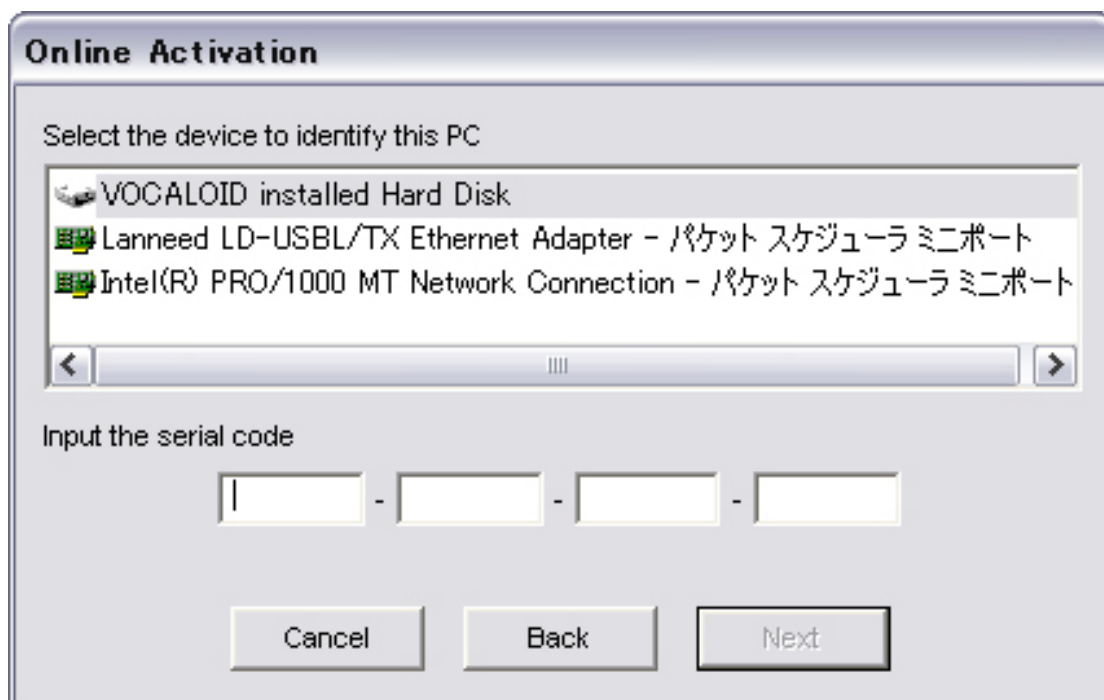 Online Activation
Select the device to identify this PC
VOCALOID installed Hard Disk
Lanneed LD-USBL/TX Ethernet Adapter - パケット スケジューラ ミニポート
Intel(R) PRO/1000 MT Network Connection - パケット スケジューラ ミニポート
Input the serial code
- - -
Cancel Back Next